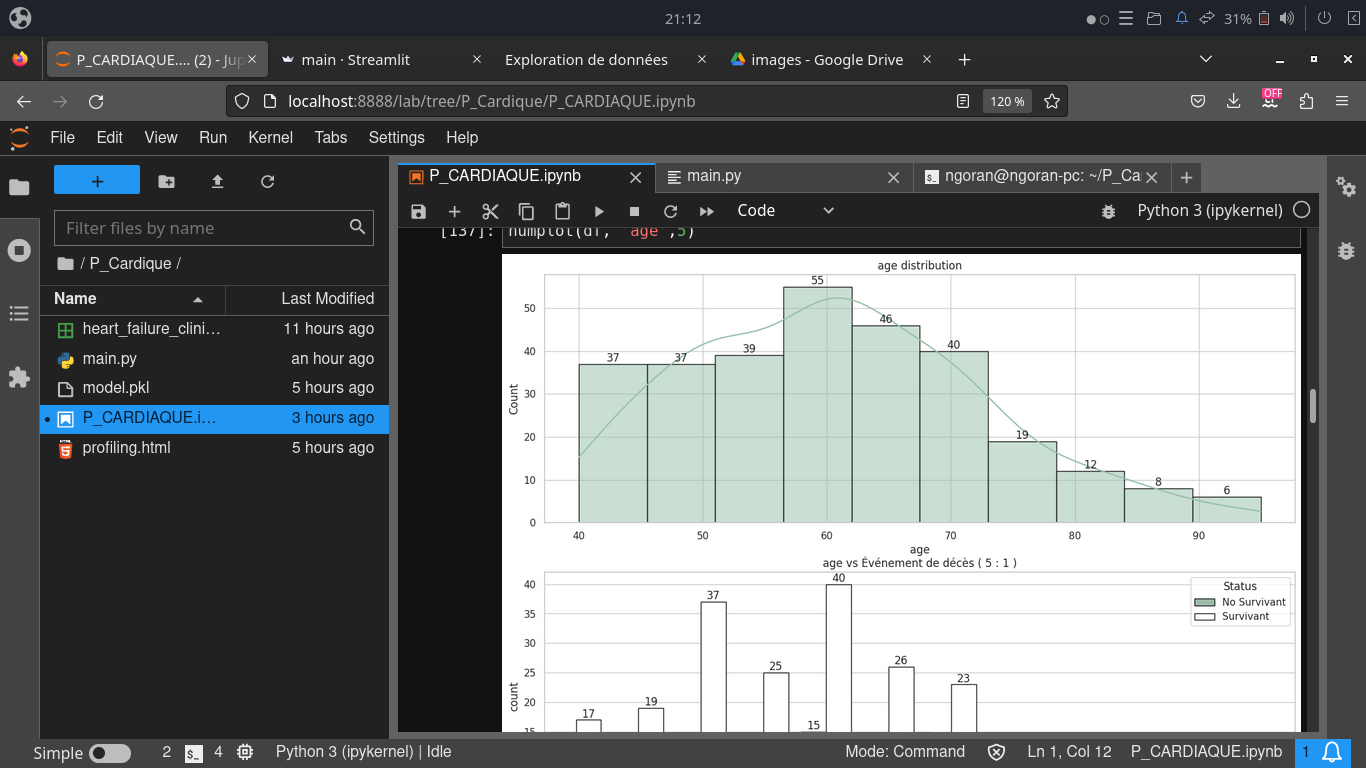 21:12
31%
P_CARDIAQUE.... (2) - Jup
main · Streamlit
Exploration de données
images - Google Drive
localhost:8888/lab/tree/P_Cardique/P_CARDIAQUE.ipynb
120 %
OFF
File Edit View Run Kernel Tabs Settings Help
P_CARDIAQUE.ipynb
main.py
ngoran@ngoran-pc: ~/P_Ca
Code
Python 3 (ipykernel)
Filter files by name
/ P_Cardique /
Name Last Modified
heart_failure_clini... 11 hours ago
main.py an hour ago
model.pkl 5 hours ago
P_CARDIAQUE.i... 3 hours ago
profiling.html 5 hours ago
[137]: numplot(df, "age",5)
age distribution
Count
50
40
30
20
10
0
37 37 39 55 46 40 19 12 8 6
40 50 60 70 80 90
age
age vs Événement de décès ( 5 : 1 )
Status
No Survivant
Survivant
count
40
35
30
25
20
15
17 19 37 25 15 40 26 23
Simple 2 4 Python 3 (ipykernel) | Idle Mode: Command Ln 1, Col 12 P_CARDIAQUE.ipynb 1